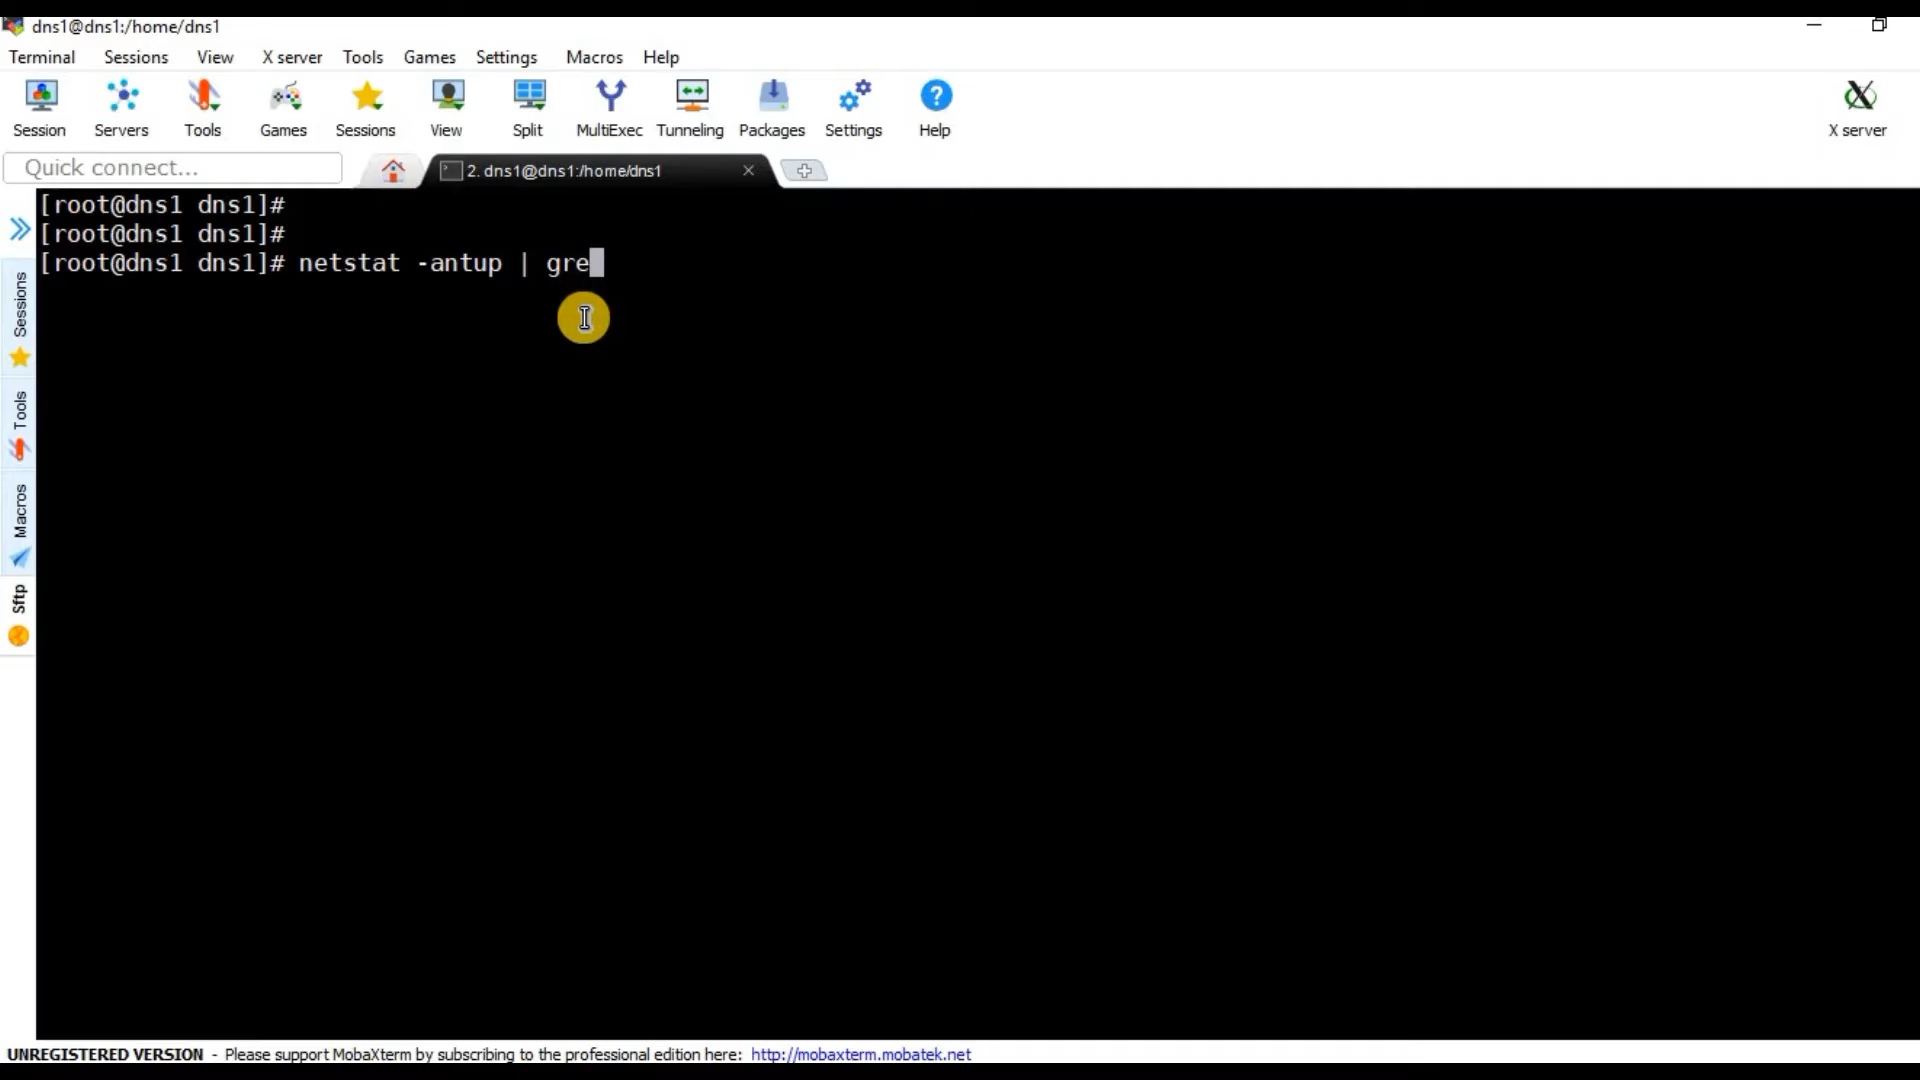 dns1@dns1:/home/dns1
Terminal Sessions View X server Tools Games Settings Macros Help
Session Servers Tools Games Sessions View Split MultiExec Tunneling Packages Settings Help X server
Quick connect... 2. dns1@dns1:/home/dns1
[root@dns1 dns1]#
[root@dns1 dns1]#
[root@dns1 dns1]# netstat -antup | gre
Sessions
Tools
Macros
Sftp
UNREGISTERED VERSION - Please support MobaXterm by subscribing to the professional edition here: http://mobaxterm.mobatek.net